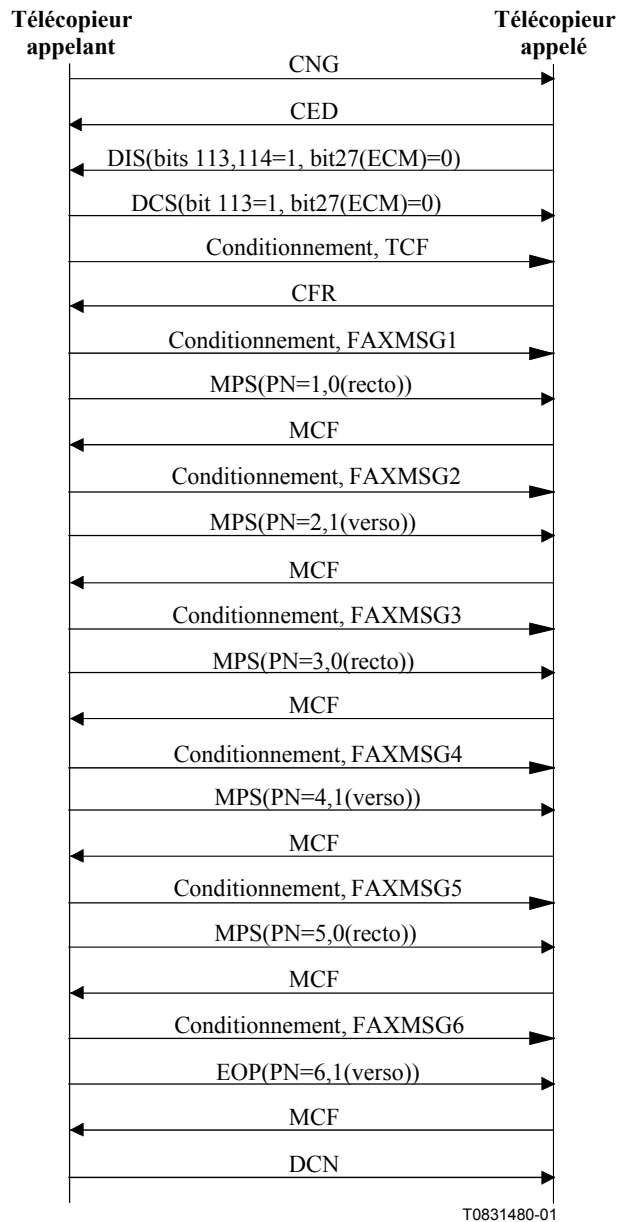 Télécopieur
appelant
Télécopieur
appelé
CNG
CED
DIS(bits 113,114=1, bit27(ECM)=0)
DCS(bit 113=1, bit27(ECM)=0)
Conditionnement, TCF
CFR
Conditionnement, FAXMSG1
MPS(PN=1,0(recto))
MCF
Conditionnement, FAXMSG2
MPS(PN=2,1(verso))
MCF
Conditionnement, FAXMSG3
MPS(PN=3,0(recto))
MCF
Conditionnement, FAXMSG4
MPS(PN=4,1(verso))
MCF
Conditionnement, FAXMSG5
MPS(PN=5,0(recto))
MCF
Conditionnement, FAXMSG6
EOP(PN=6,1(verso))
MCF
DCN
T0831480-01